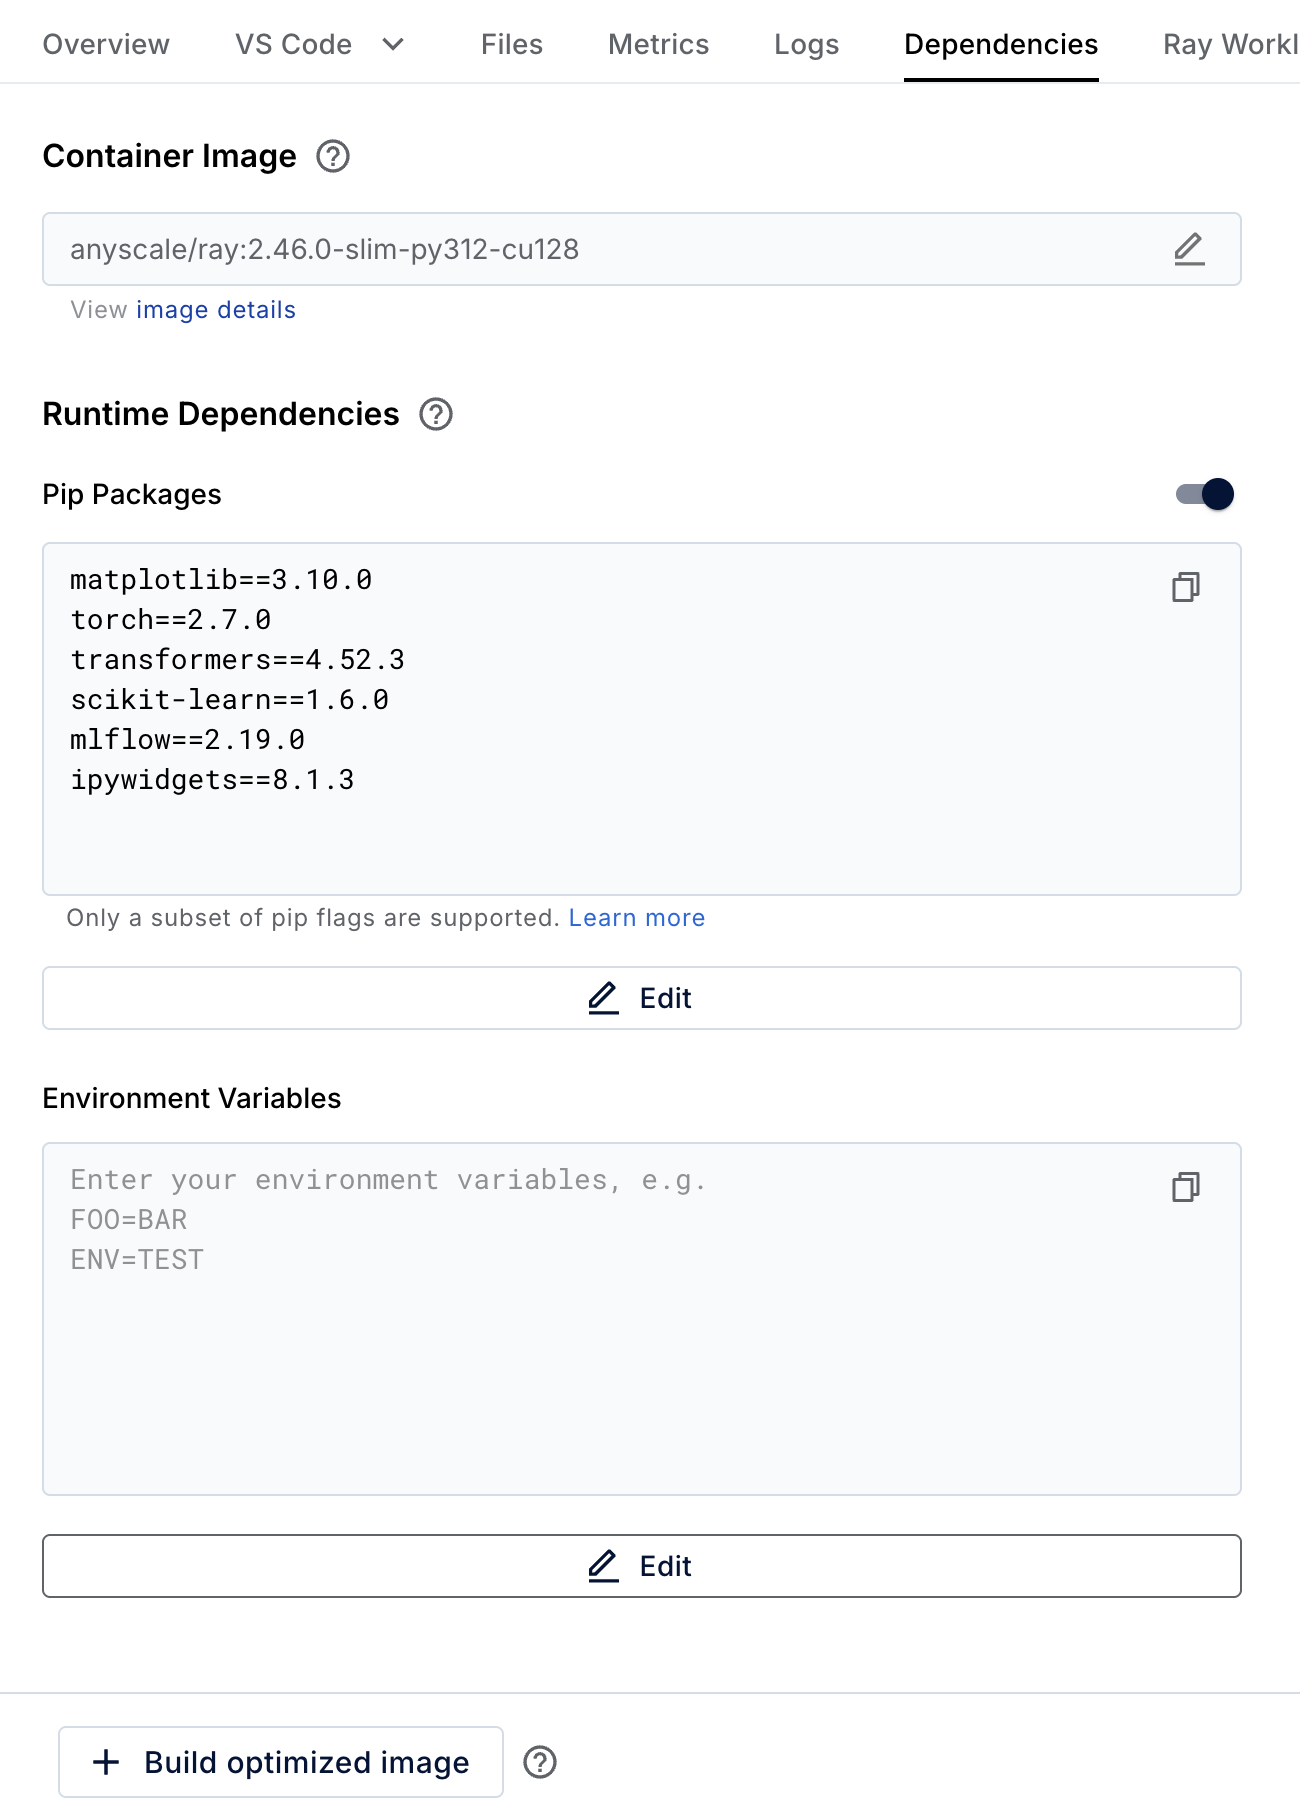 Overview VS Code Files Metrics Logs Dependencies Ray Workl
Container Image
anyscale/ray:2.46.0-slim-py312-cu128
View image details
Runtime Dependencies
Pip Packages
matplotlib==3.10.0
torch==2.7.0
transformers==4.52.3
scikit-learn==1.6.0
mlflow==2.19.0
ipywidgets==8.1.3
Only a subset of pip flags are supported. Learn more
Edit
Environment Variables
Enter your environment variables, e.g.
FOO=BAR
ENV=TEST
Edit
Build optimized image